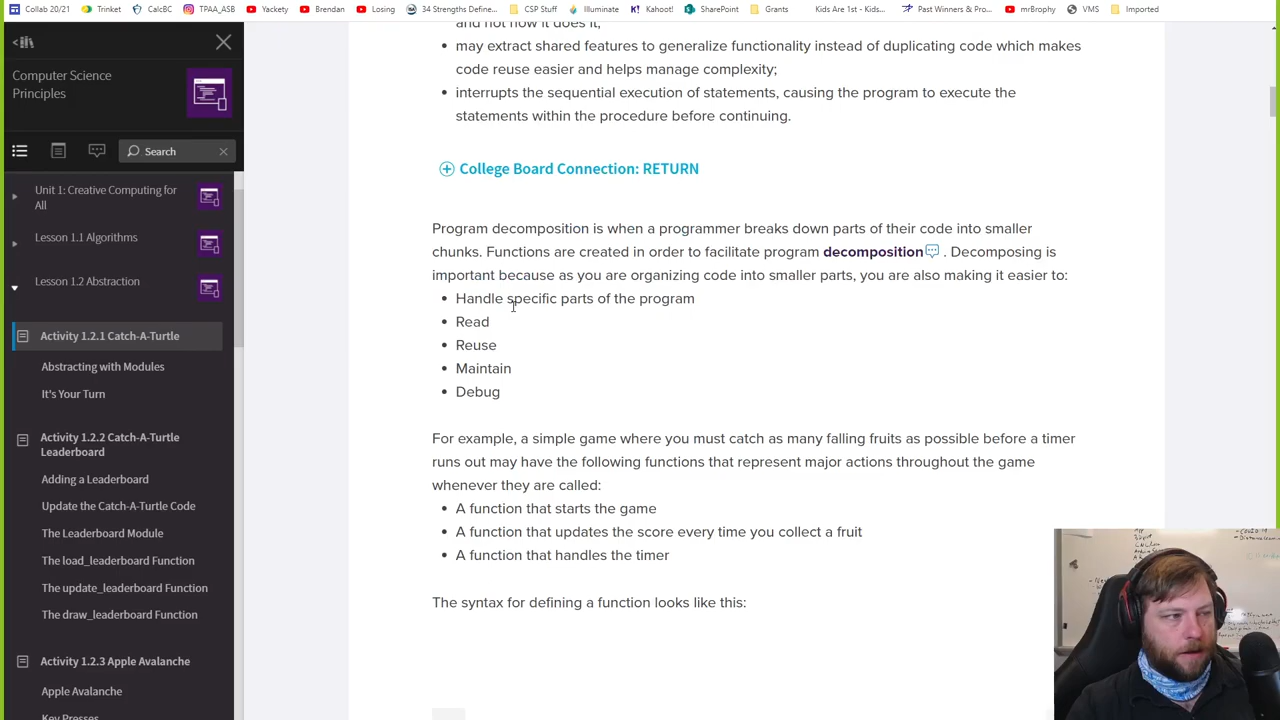 Collab 20/21 Trinket CalcBC TPAA_ASB Yackety Brendan Losing 34 Strengths Define... CSP Stuff Illuminate Kahoot! SharePoint Grants Kids Are 1st - Kids... Past Winners & Pro... mrBrophy VMS Imported
Computer Science
Principles
Search
Unit 1: Creative Computing for
All
Lesson 1.1 Algorithms
Lesson 1.2 Abstraction
Activity 1.2.1 Catch-A-Turtle
Abstracting with Modules
It's Your Turn
Activity 1.2.2 Catch-A-Turtle
Leaderboard
Adding a Leaderboard
Update the Catch-A-Turtle Code
The Leaderboard Module
The load_leaderboard Function
The update_leaderboard Function
The draw_leaderboard Function
Activity 1.2.3 Apple Avalanche
Apple Avalanche
Key Presses
and not how it does it;
• may extract shared features to generalize functionality instead of duplicating code which makes
code reuse easier and helps manage complexity;
• interrupts the sequential execution of statements, causing the program to execute the
statements within the procedure before continuing.
College Board Connection: RETURN
Program decomposition is when a programmer breaks down parts of their code into smaller
chunks. Functions are created in order to facilitate program decomposition . Decomposing is
important because as you are organizing code into smaller parts, you are also making it easier to:
• Handle specific parts of the program
• Read
• Reuse
• Maintain
• Debug
For example, a simple game where you must catch as many falling fruits as possible before a timer
runs out may have the following functions that represent major actions throughout the game
whenever they are called:
• A function that starts the game
• A function that updates the score every time you collect a fruit
• A function that handles the timer
The syntax for defining a function looks like this: